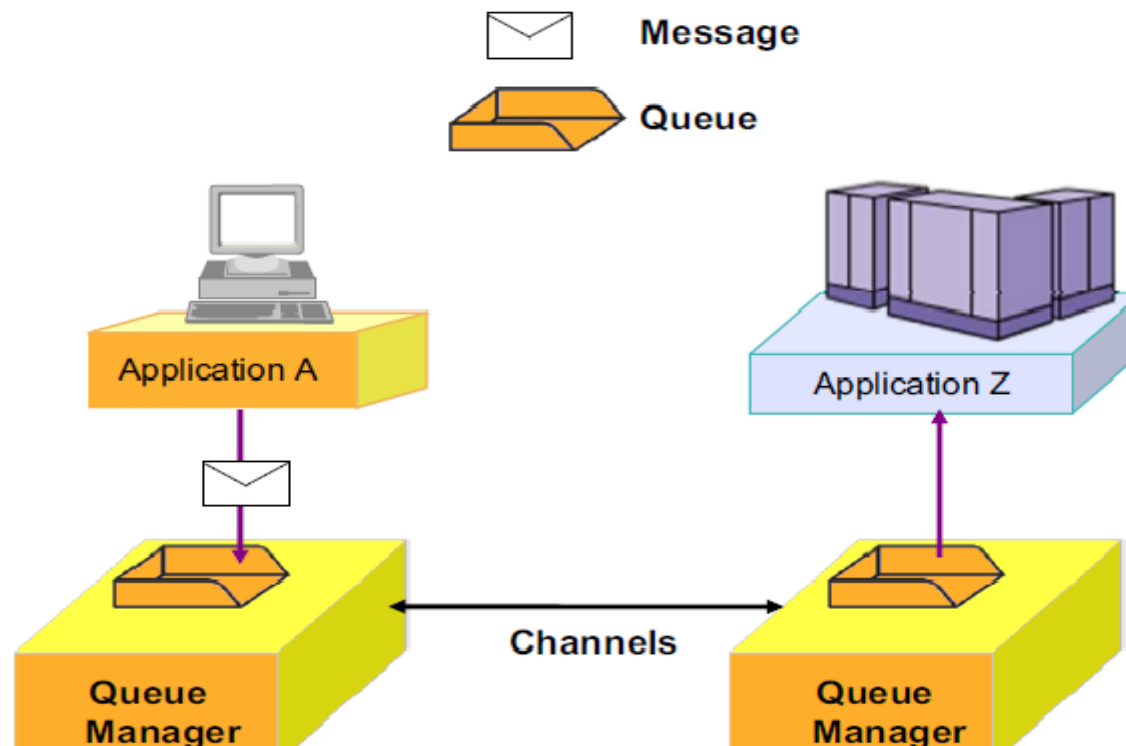 Message
Queue
Application A
Application Z
Channels
Queue
Manager
Queue
Manager